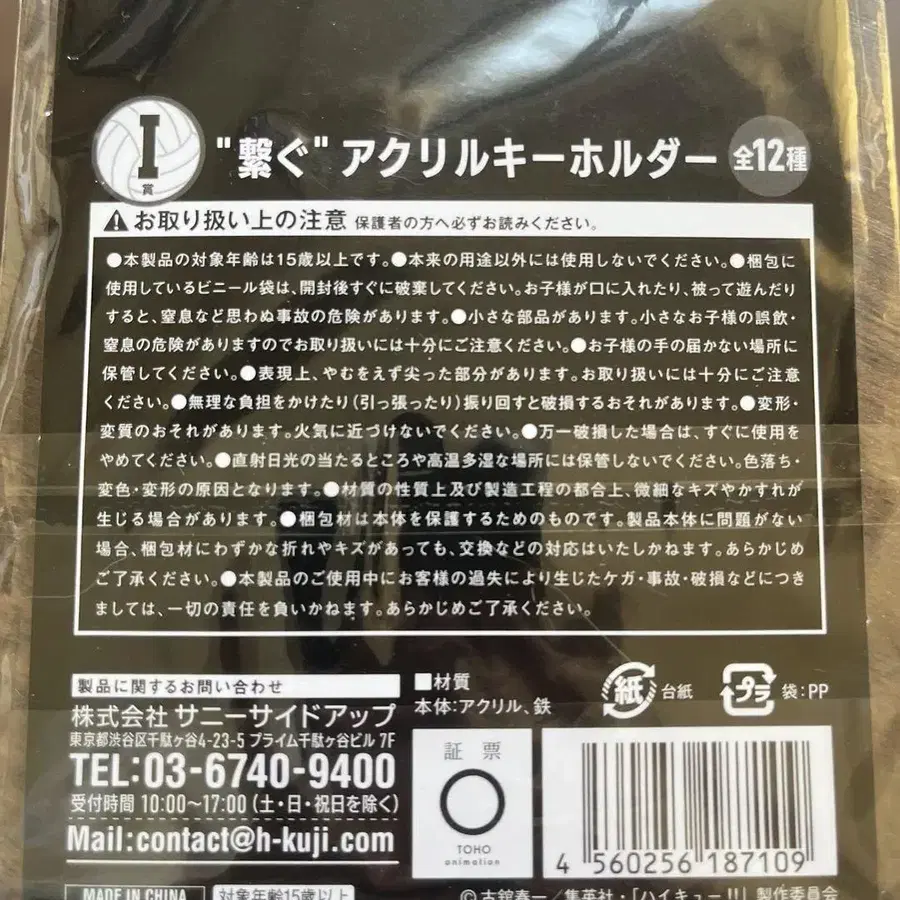 I
賞
"繋ぐ" アクリルキーホルダー 全12種
お取り扱い上の注意 保護者の方へ必ずお読みください。
●本製品の対象年齢は15歳以上です。●本来の用途以外には使用しないでください。●梱包に
使用しているビニール袋は、開封後すぐに破棄してください。お子様が口に入れたり、被って遊んだり
すると、窒息など思わぬ事故の危険があります。●小さな部品があります。小さなお子様の誤飲・
窒息の危険がありますのでお取り扱いには十分にご注意ください。●お子様の手の届かない場所に
保管してください。●表現上、やむをえず尖った部分があります。お取り扱いには十分にご注意
ください。●無理な負担をかけたり(引っ張ったり)振り回すと破損するおそれがあります。●変形・
変質のおそれがあります。火気に近づけないでください。●万一破損した場合は、すぐに使用を
やめてください。●直射日光の当たるところや高温多湿な場所には保管しないでください。色落ち・
変色・変形の原因となります。●材質の性質上及び製造工程の都合上、微細なキズやかすれが
生じる場合があります。●梱包材は本体を保護するためのものです。製品本体に問題がない
場合、梱包材にわずかな折れやキズがあっても、交換などの対応はいたしかねます。あらかじめ
ご了承ください。●本製品のご使用中にお客様の過失により生じたケガ・事故・破損などにつき
ましては、一切の責任を負いかねます。あらかじめご了承ください。
製品に関するお問い合わせ
株式会社 サニーサイドアップ
東京都渋谷区千駄ヶ谷4-23-5 プライム千駄ヶ谷ビル 7F
TEL:03-6740-9400
受付時間 10:00〜17:00(土・日・祝日を除く)
Mail:contact@h-kuji.com
■材質
本体:アクリル、鉄
紙 台紙
プラ 袋:PP
証票
TOHO
animation
4 560256 187109
MADE IN CHINA
対象年齢15歳以上
©古舘春一/集英社・「ハイキュー!!」製作委員会